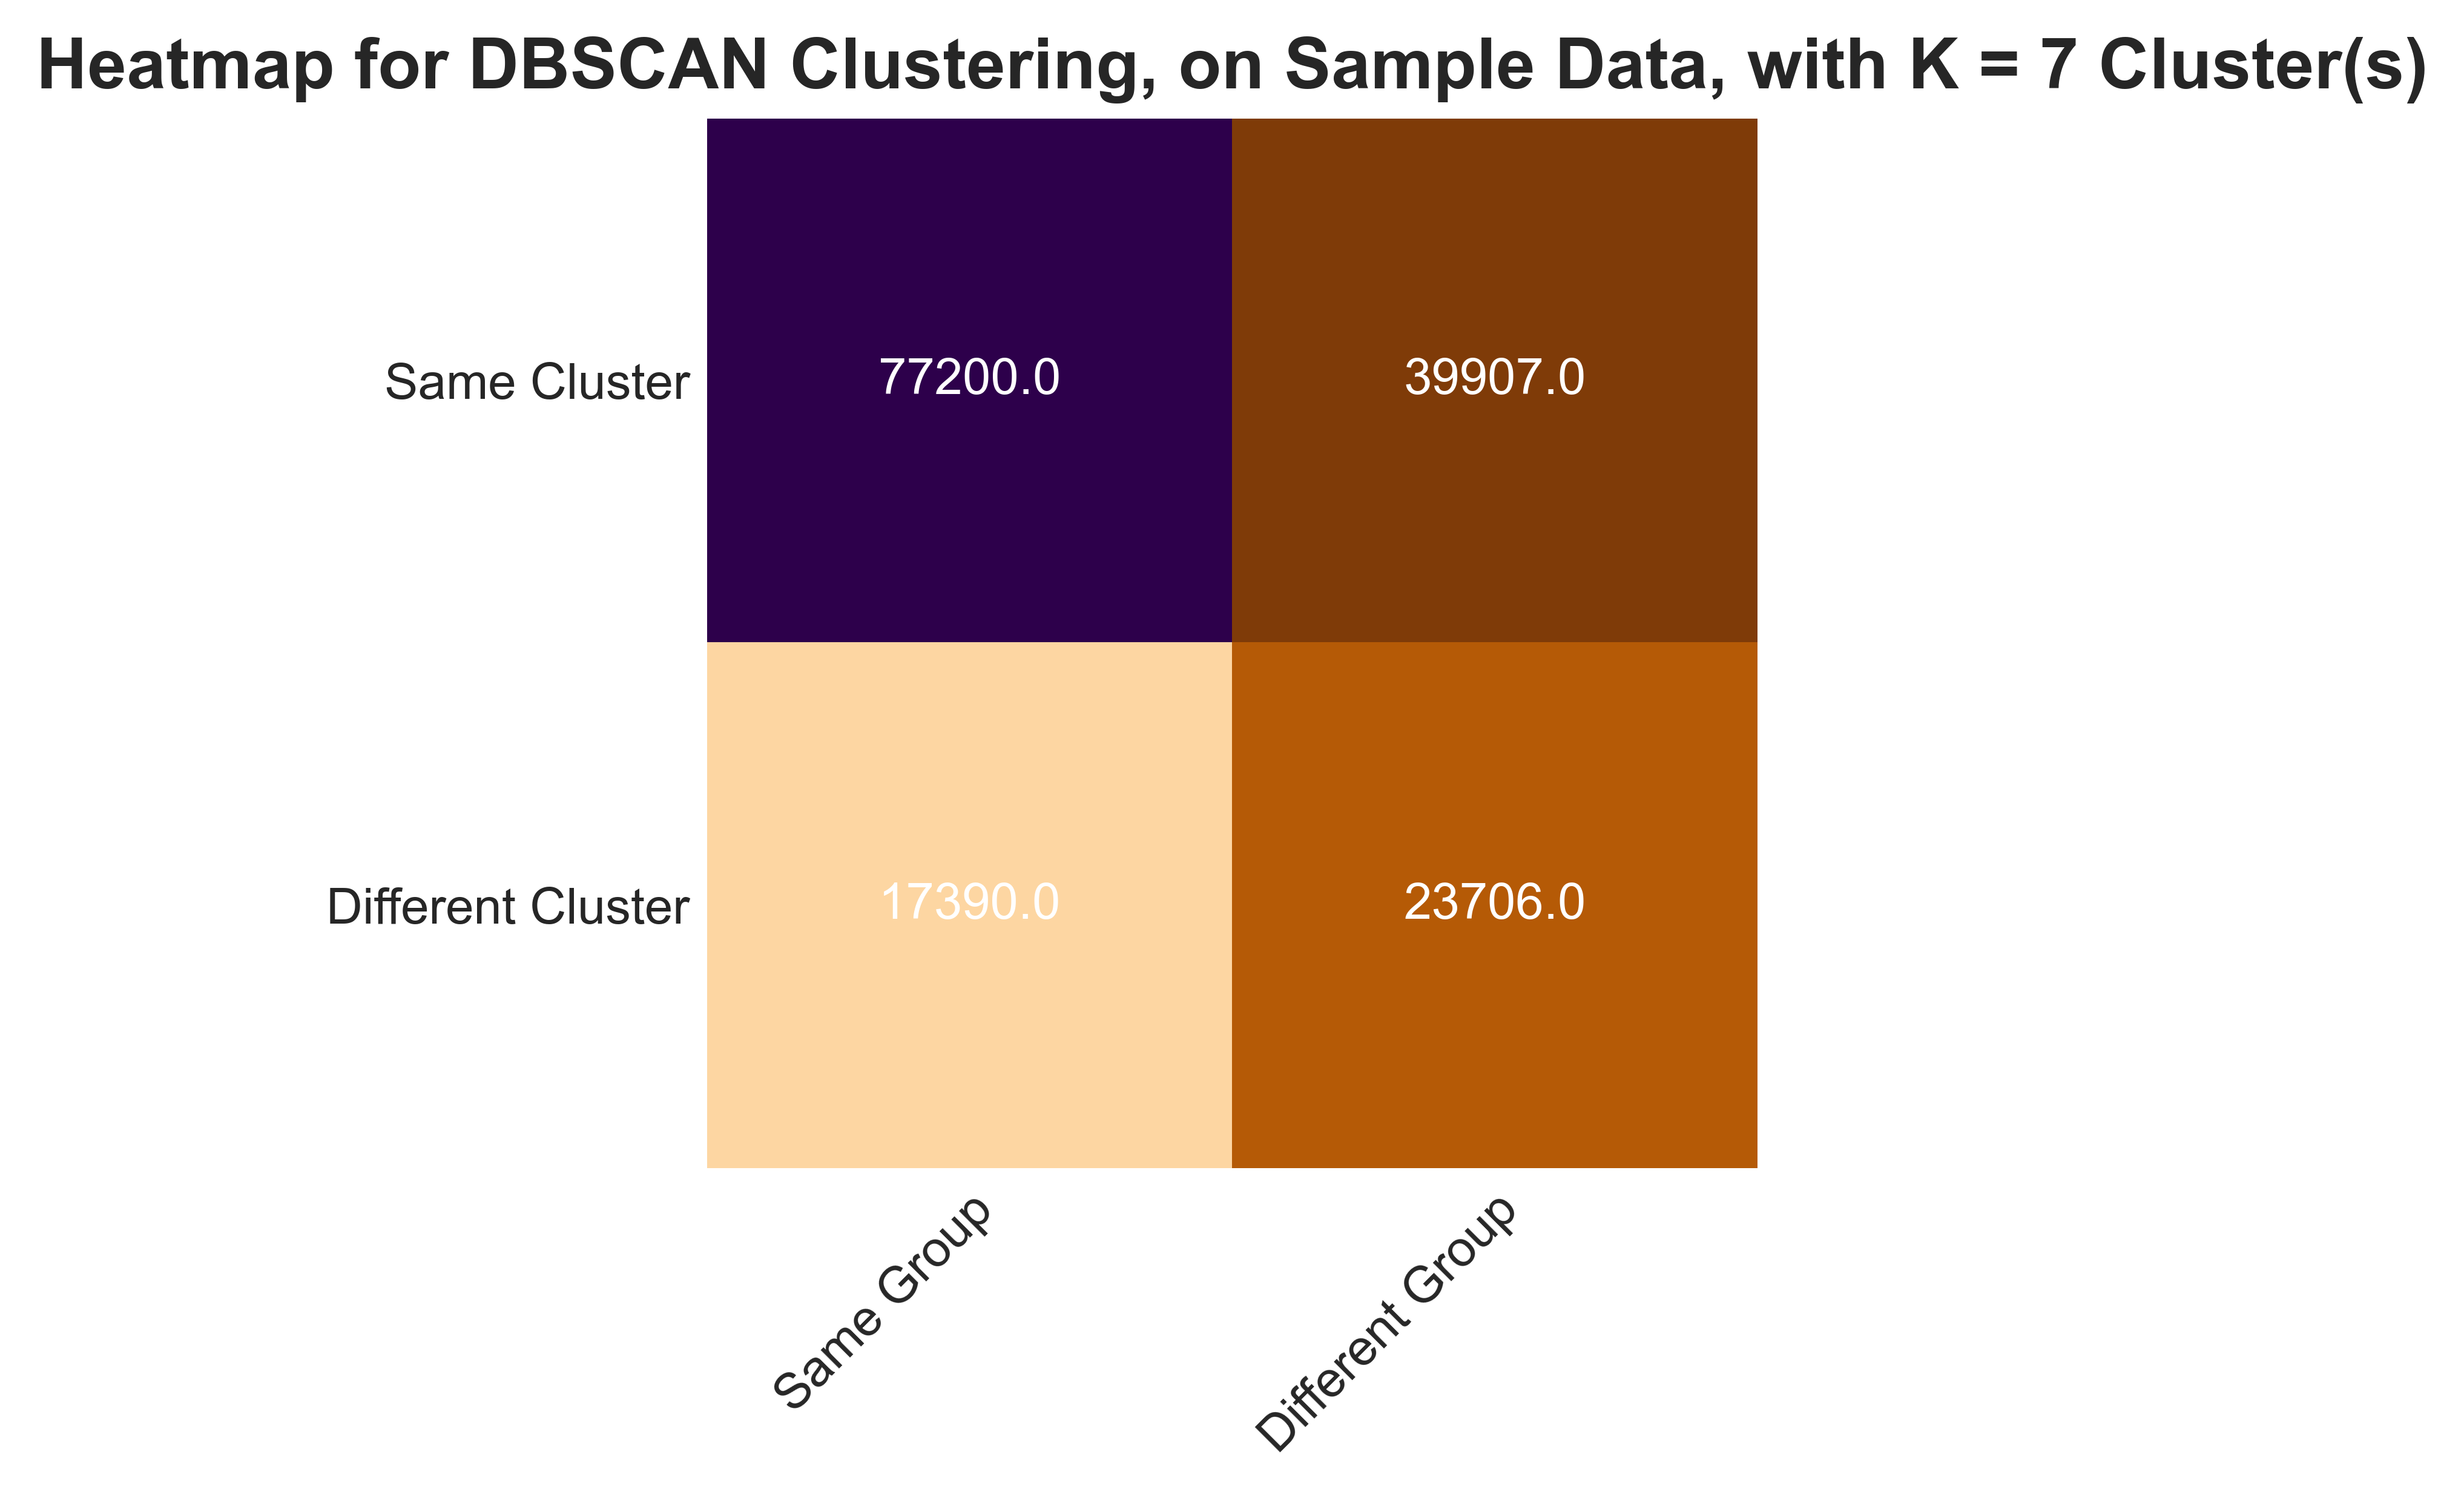 Heatmap for DBSCAN Clustering, on Sample Data, with K = 7 Cluster(s)
Same Cluster 77200.0 39907.0
Different Cluster 17390.0 23706.0
Same Group Different Group